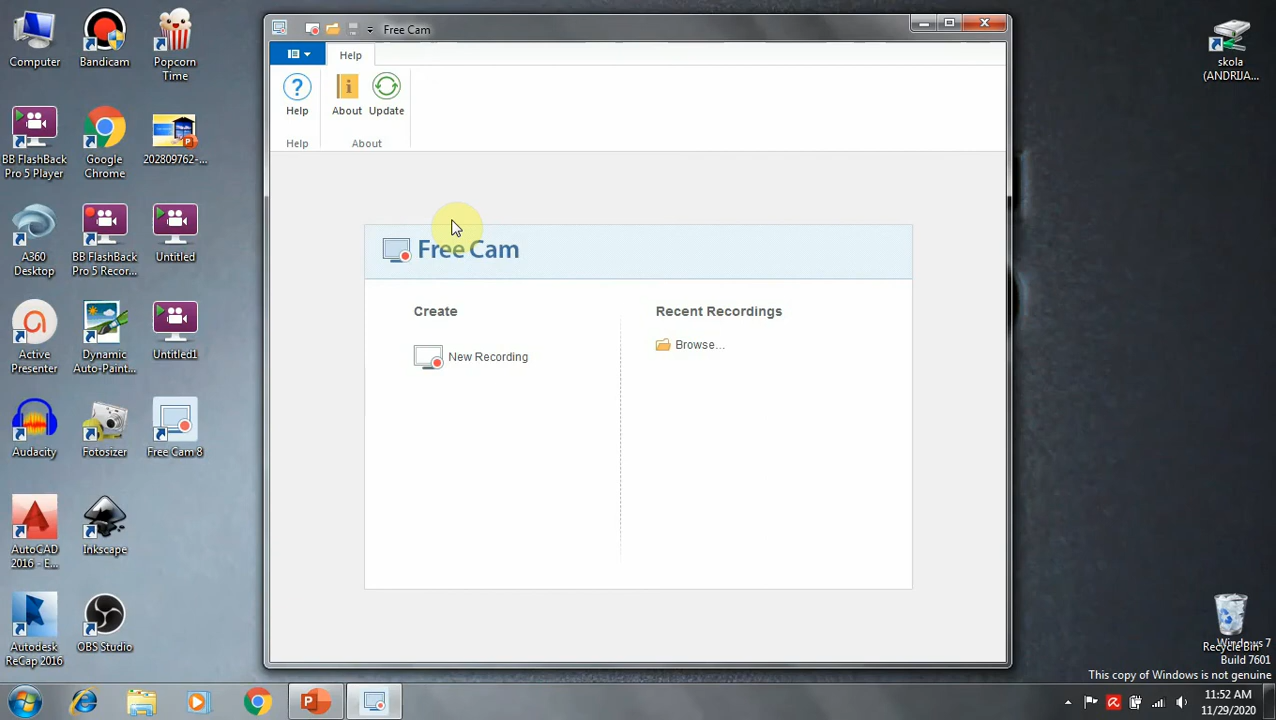 Computer
Bandicam
Popcorn
Time
BB FlashBack
Pro 5 Player
Google
Chrome
202809762-...
A360
Desktop
BB FlashBack
Pro 5 Recor...
Untitled
Active
Presenter
Dynamic
Auto-Paint...
Untitled1
Audacity
Fotosizer
Free Cam 8
AutoCAD
2016 - E...
Inkscape
Autodesk
ReCap 2016
OBS Studio
Free Cam
Help
Help
About
Update
Help
About
Free Cam
Create
New Recording
Recent Recordings
Browse...
skola
(ANDRIJA...
Recycle Bin
Windows 7
Build 7601
This copy of Windows is not genuine
11:52 AM
11/29/2020